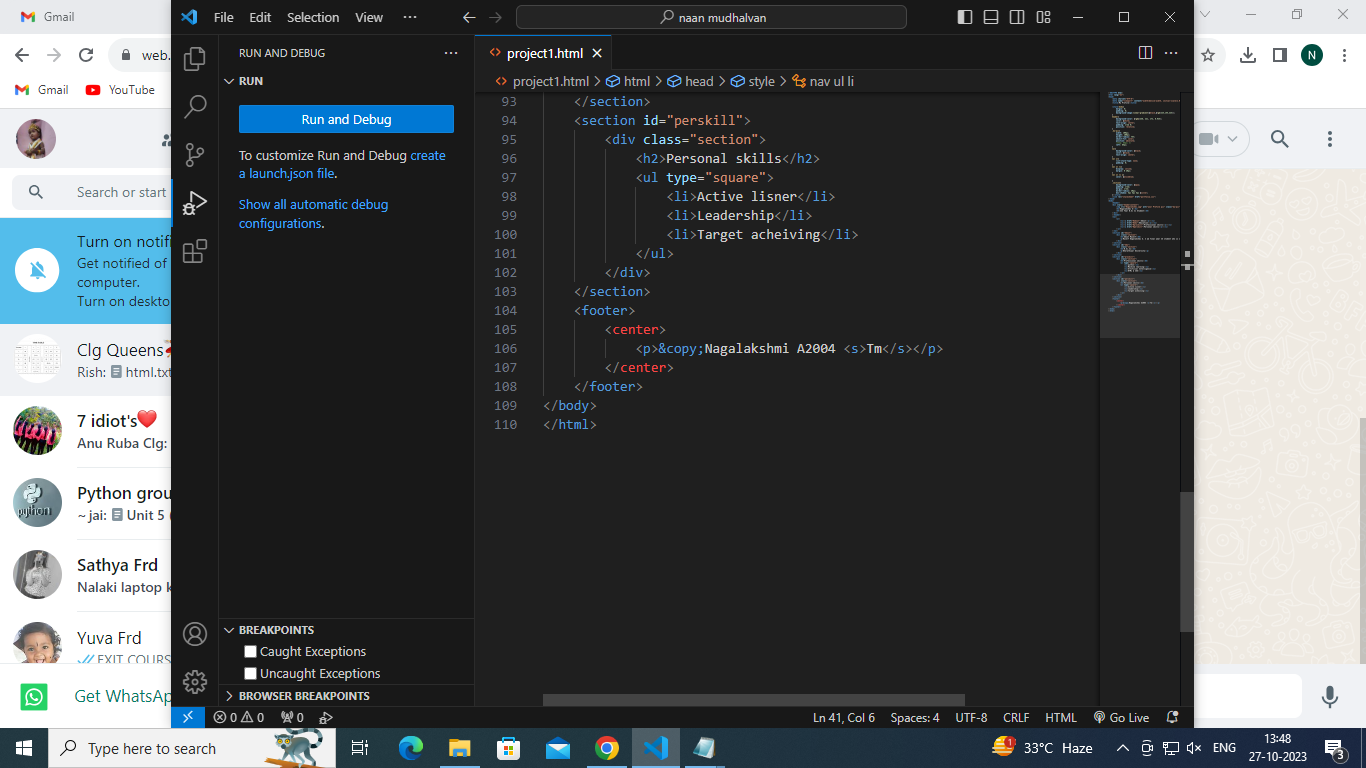 Gmail
web.
Gmail
YouTube
N
Search or start
Turn on notifi
Get notified of
computer.
Turn on deskto
Clg Queens
Rish: html.txt
7 idiot's❤️
Anu Ruba Clg:
Python grou
python
~ jai: Unit 5 (
Sathya Frd
Nalaki laptop k
Yuva Frd
EXIT COURS
Get WhatsAp
File Edit Selection View ···
naan mudhalvan
RUN AND DEBUG ···
RUN
Run and Debug
To customize Run and Debug create
a launch.json file.
Show all automatic debug
configurations.
BREAKPOINTS
Caught Exceptions
Uncaught Exceptions
BROWSER BREAKPOINTS
project1.html
project1.html > html > head > style > nav ul li
93 </section>
94 <section id="perskill">
95 <div class="section">
96 <h2>Personal skills</h2>
97 <ul type="square">
98 <li>Active lisner</li>
99 <li>Leadership</li>
100 <li>Target acheiving</li>
101 </ul>
102 </div>
103 </section>
104 <footer>
105 <center>
106 <p>&copy;Nagalakshmi A2004 <s>Tm</s></p>
107 </center>
108 </footer>
109 </body>
110 </html>
0 0 0
Ln 41, Col 6 Spaces: 4 UTF-8 CRLF HTML Go Live
Type here to search
1
33°C Haze
ENG
13:48
27-10-2023
3